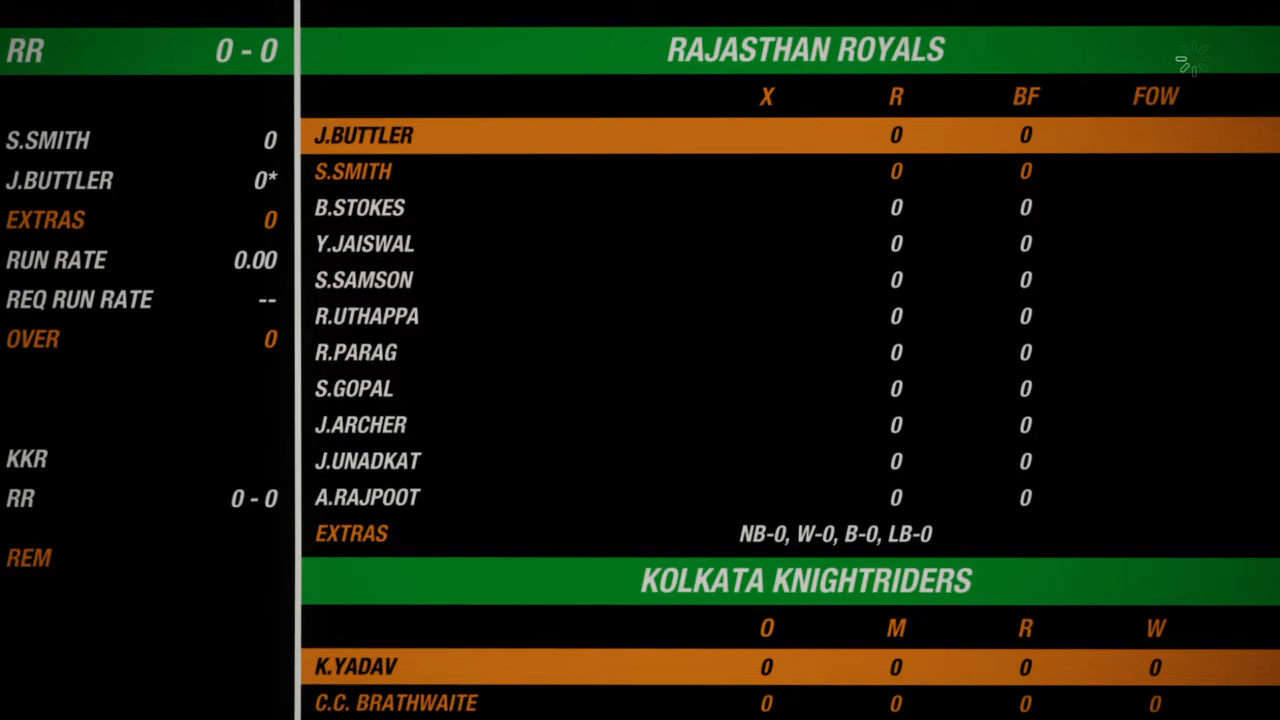 RR 0 - 0
S.SMITH 0
J.BUTTLER 0*
EXTRAS 0
RUN RATE 0.00
REQ RUN RATE --
OVER 0
KKR
RR 0 - 0
REM
RAJASTHAN ROYALS
X R BF FOW
J.BUTTLER 0 0
S.SMITH 0 0
B.STOKES 0 0
Y.JAISWAL 0 0
S.SAMSON 0 0
R.UTHAPPA 0 0
R.PARAG 0 0
S.GOPAL 0 0
J.ARCHER 0 0
J.UNADKAT 0 0
A.RAJPOOT 0 0
EXTRAS NB-0, W-0, B-0, LB-0
KOLKATA KNIGHTRIDERS
O M R W
K.YADAV 0 0 0 0
C.C. BRATHWAITE 0 0 0 0